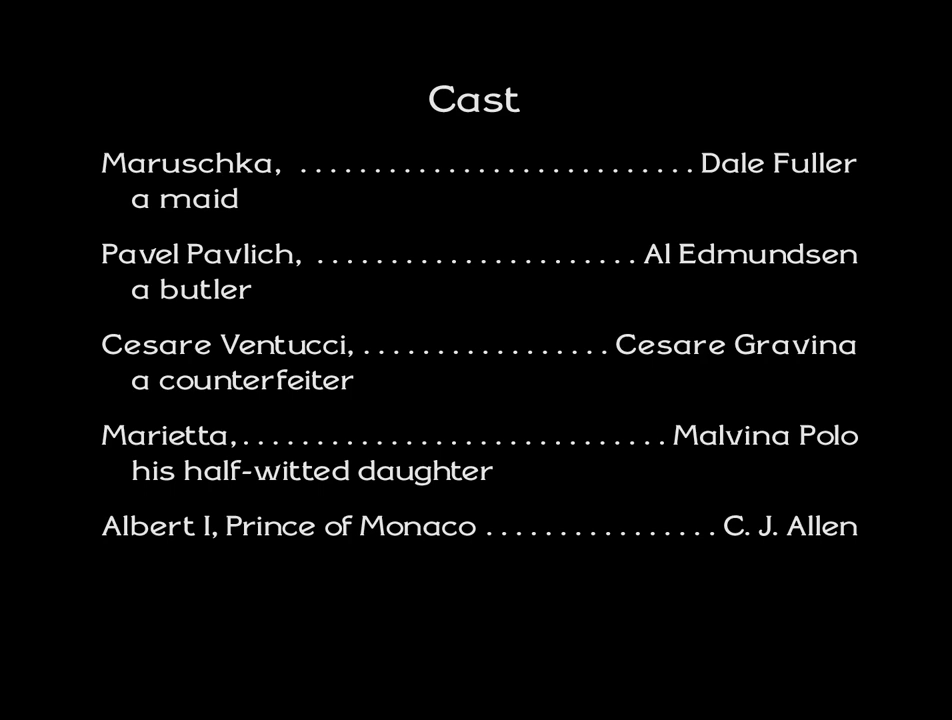 Cast
Maruschka, ........................... Dale Fuller
a maid
Pavel Pavlich, ...................... Al Edmundsen
a butler
Cesare Ventucci, ................. Cesare Gravina
a counterfeiter
Marietta, ............................. Malvina Polo
his half-witted daughter
Albert I, Prince of Monaco ................ C. J. Allen